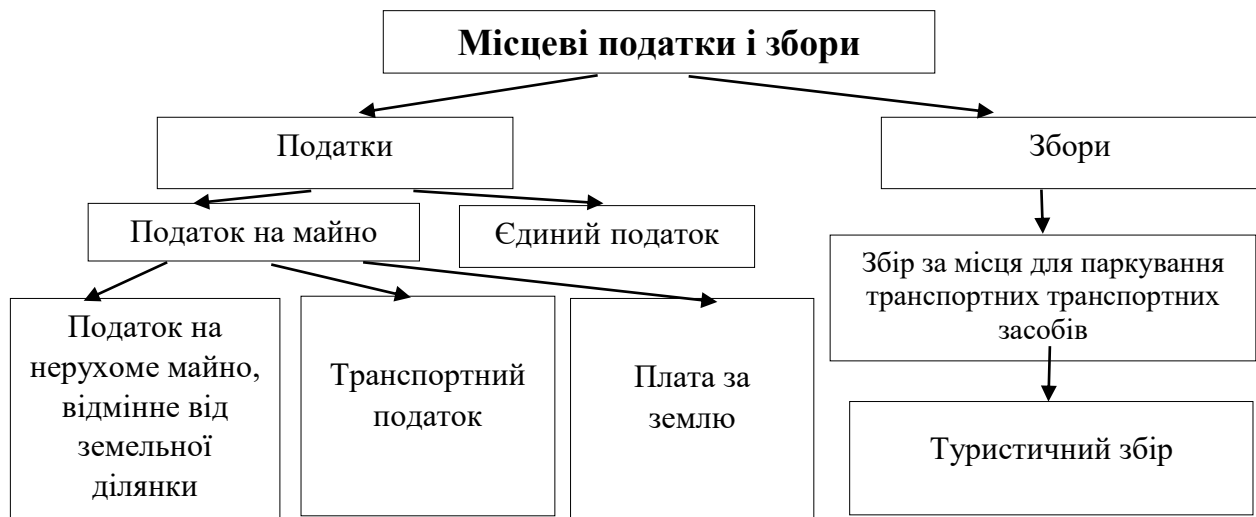 Місцеві податки і збори
Податки
Збори
Податок на майно
Єдиний податок
Збір за місця для паркування
транспортних транспортних
засобів
Податок на
нерухоме майно,
відмінне від
земельної
ділянки
Транспортний
податок
Плата за
землю
Туристичний збір